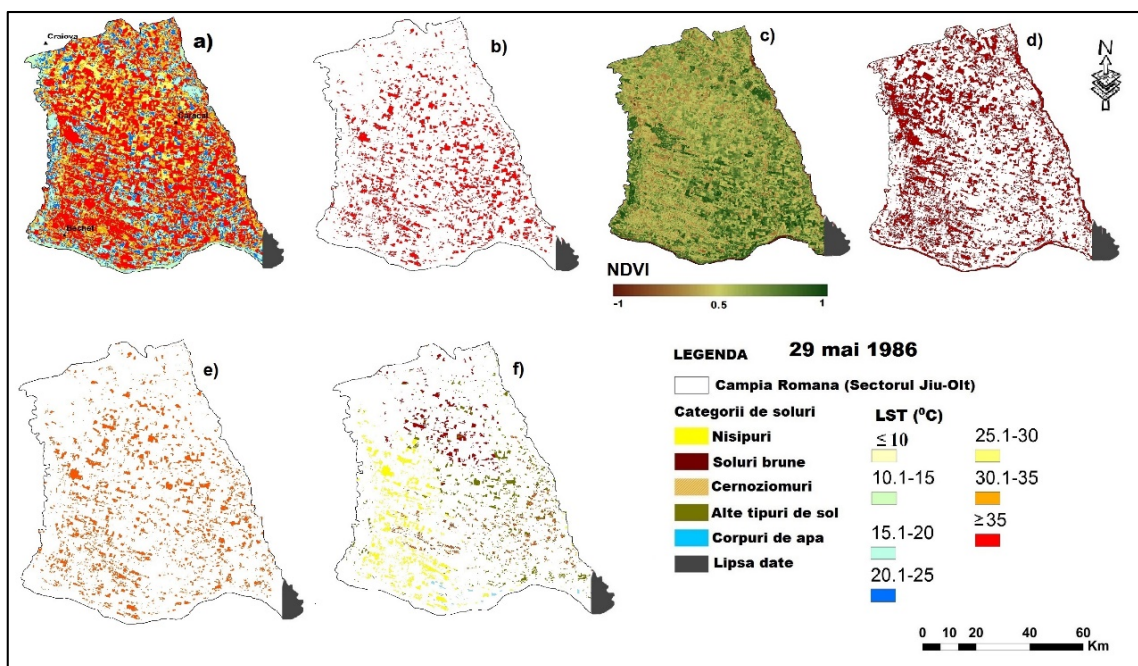 Craiova
a)
b)
c)
d)
N
Caracal
Bechet
NDVI
-1 0.5 1
e)
f)
LEGENDA 29 mai 1986
Campia Romana (Sectorul Jiu-Olt)
Categorii de soluri
Nisipuri
Soluri brune
Cernoziomuri
Alte tipuri de sol
Corpuri de apa
Lipsa date
LST (⁰C)
≤ 10
10.1-15
15.1-20
20.1-25
25.1-30
30.1-35
≥ 35
0 10 20 40 60
Km